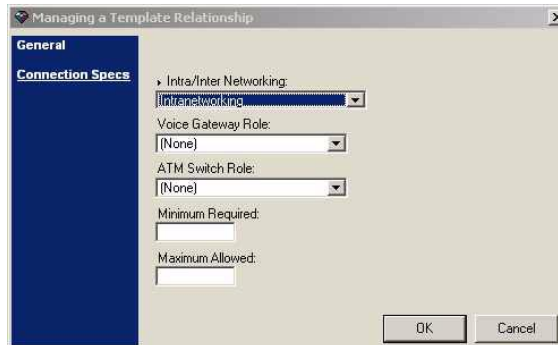 Managing a Template Relationship
General
Connection Specs
Intra/Inter Networking:
Intranetworking
Voice Gateway Role:
(None)
ATM Switch Role:
(None)
Minimum Required:
Maximum Allowed:
OK Cancel